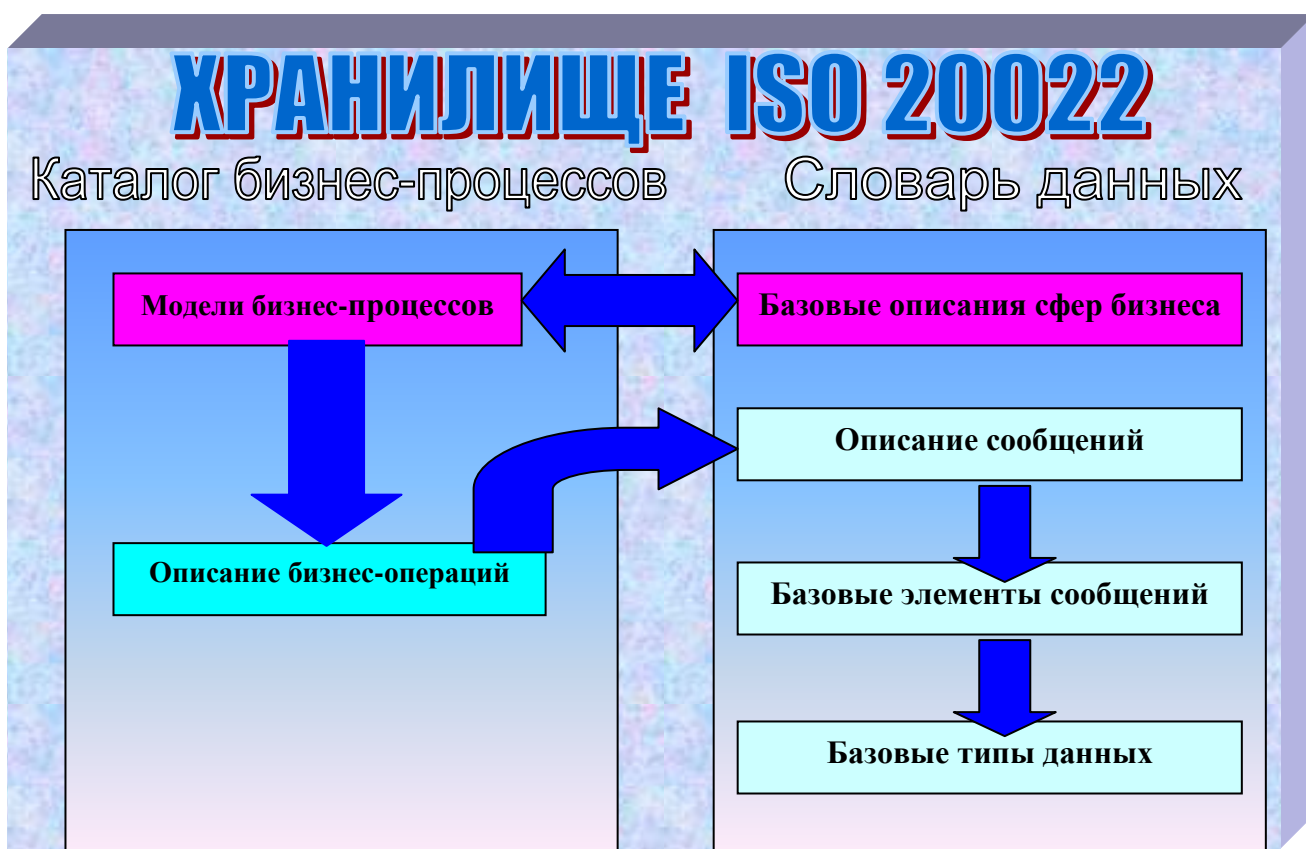 ХРАНИЛИЩЕ ISO 20022
Каталог бизнес-процессов
Словарь данных
Модели бизнес-процессов
Базовые описания сфер бизнеса
Описание сообщений
Описание бизнес-операций
Базовые элементы сообщений
Базовые типы данных